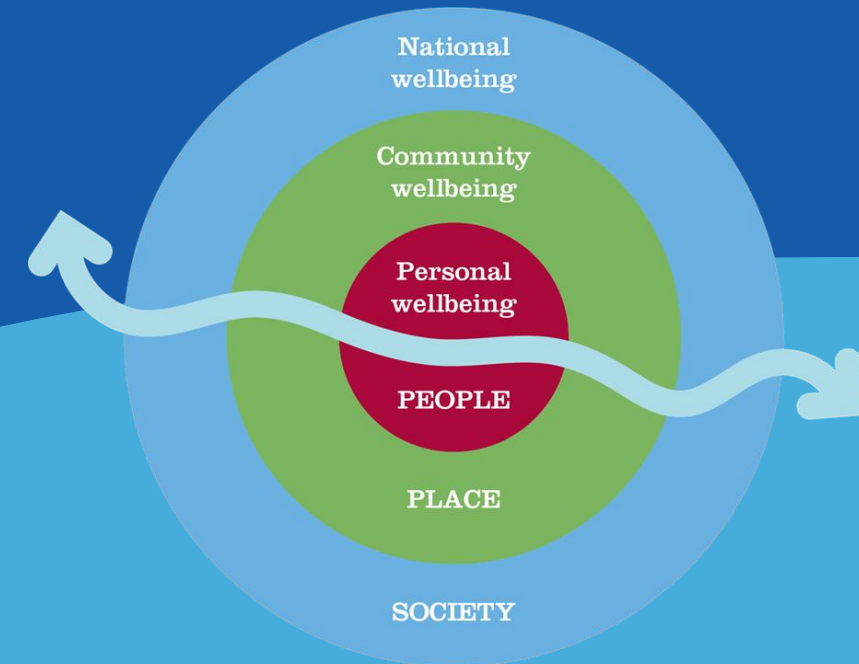 National
wellbeing
Community
wellbeing
Personal
wellbeing
PEOPLE
PLACE
SOCIETY